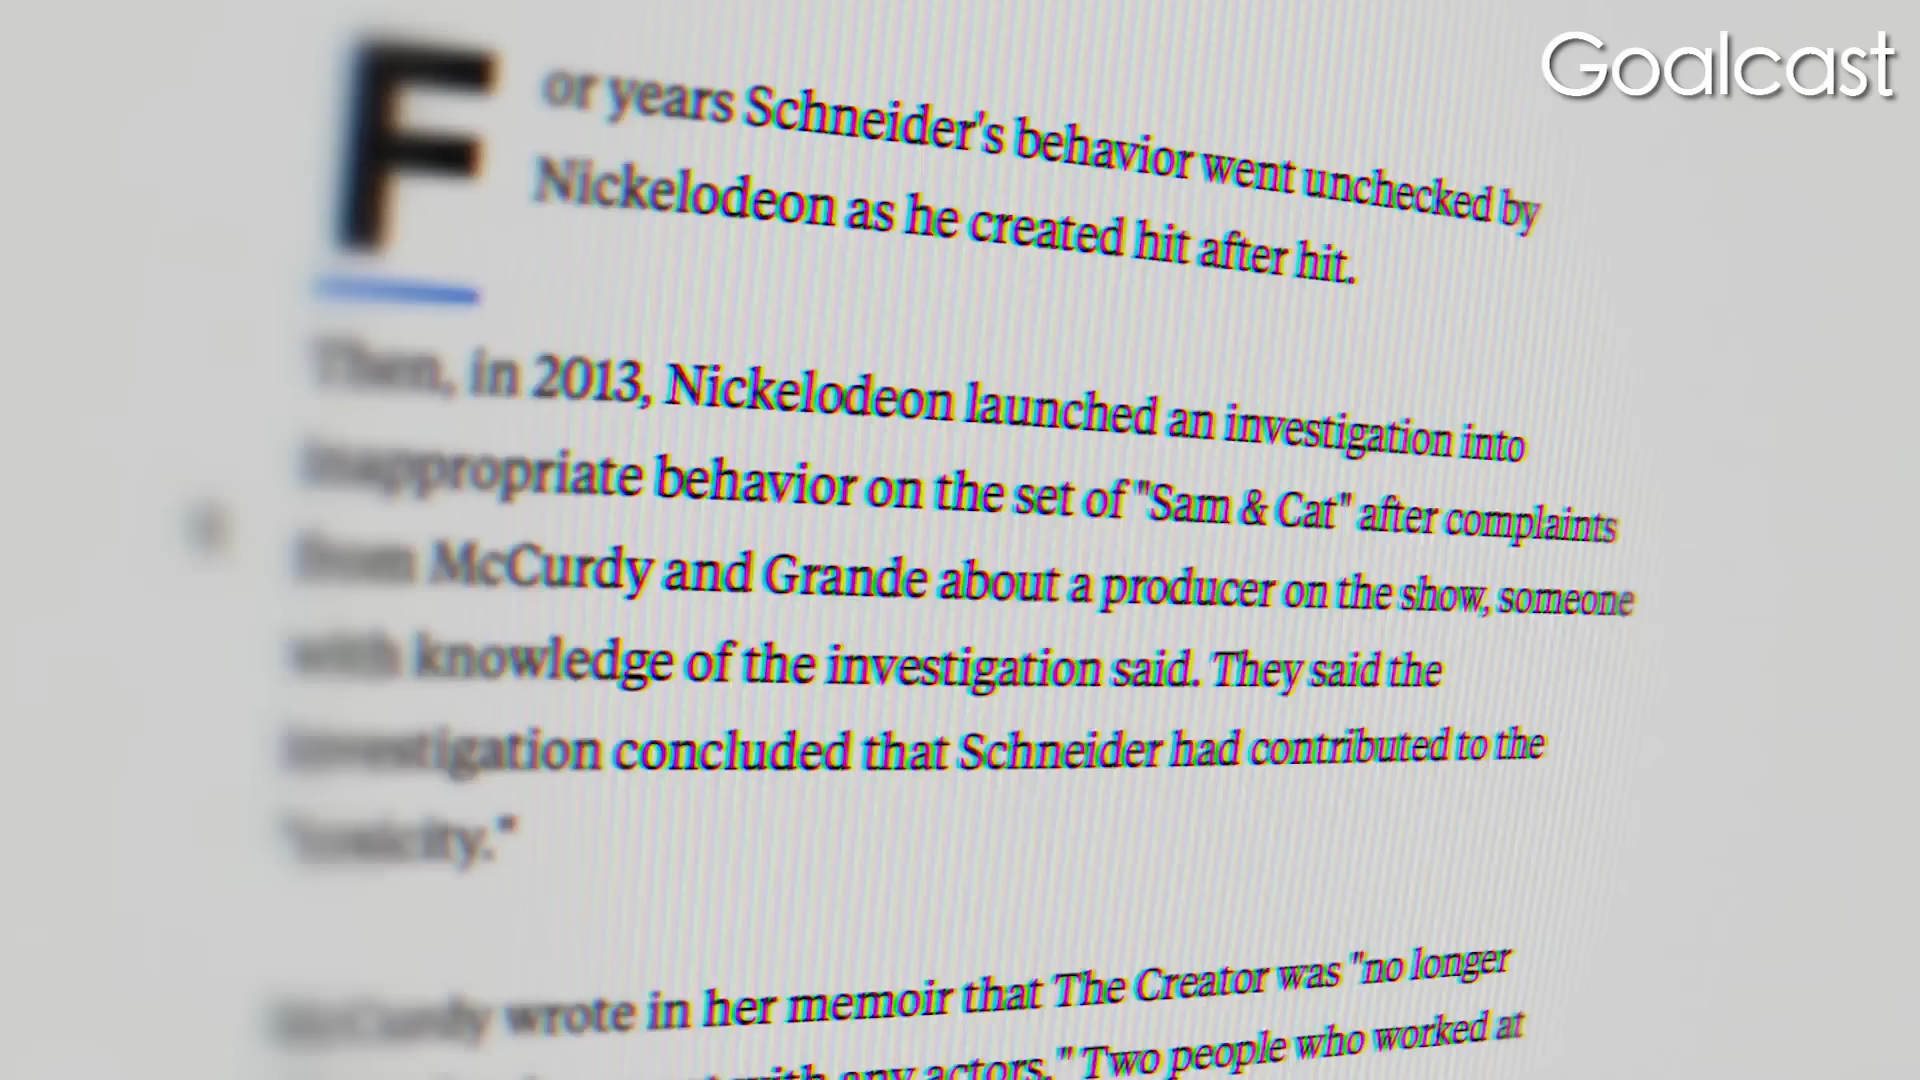 Goalcast
For years Schneider's behavior went unchecked by
Nickelodeon as he created hit after hit.
Then, in 2013, Nickelodeon launched an investigation into
inappropriate behavior on the set of "Sam & Cat" after complaints
from McCurdy and Grande about a producer on the show, someone
with knowledge of the investigation said. They said the
investigation concluded that Schneider had contributed to the
"toxicity."
McCurdy wrote in her memoir that The Creator was "no longer
with any actors." Two people who worked at